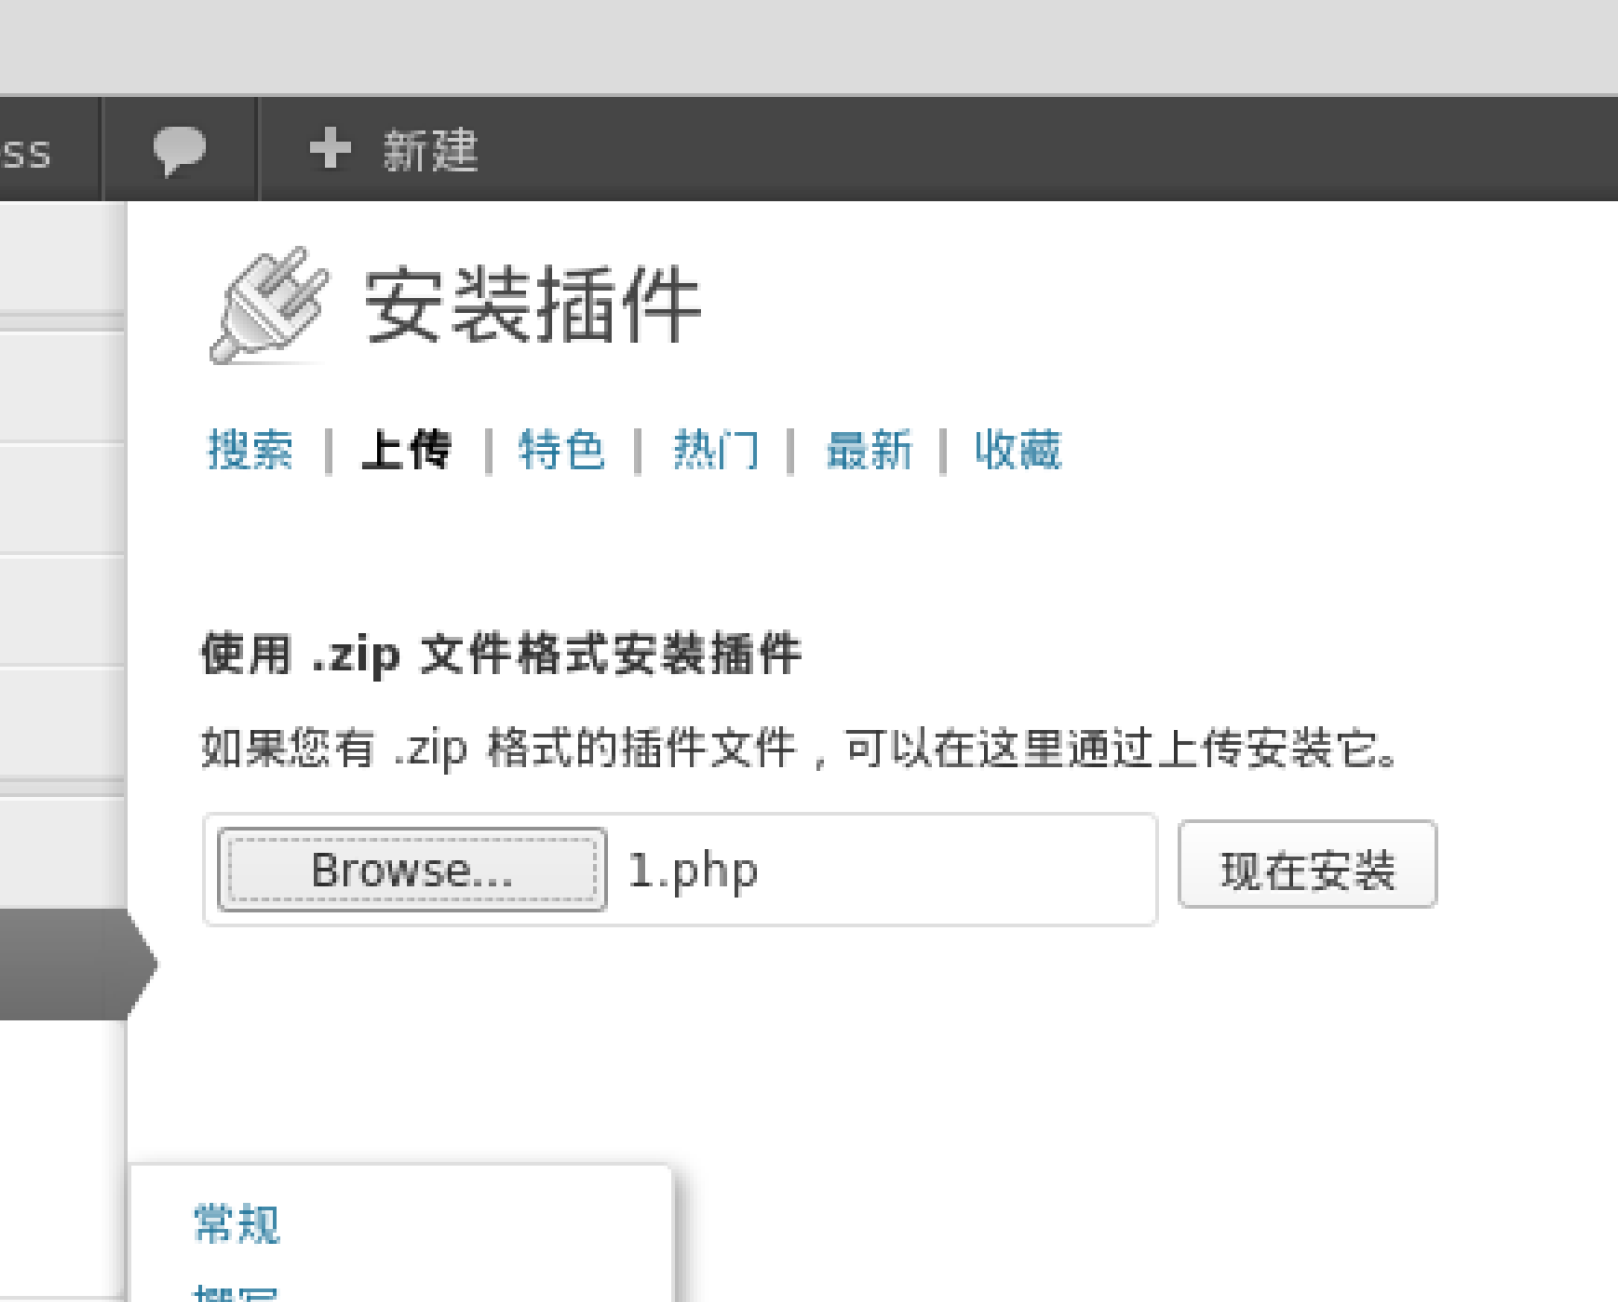 ss 新建
安装插件
搜索 | 上传 | 特色 | 热门 | 最新 | 收藏
使用 .zip 文件格式安装插件
如果您有 .zip 格式的插件文件，可以在这里通过上传安装它。
Browse... 1.php 现在安装
常规
撰写